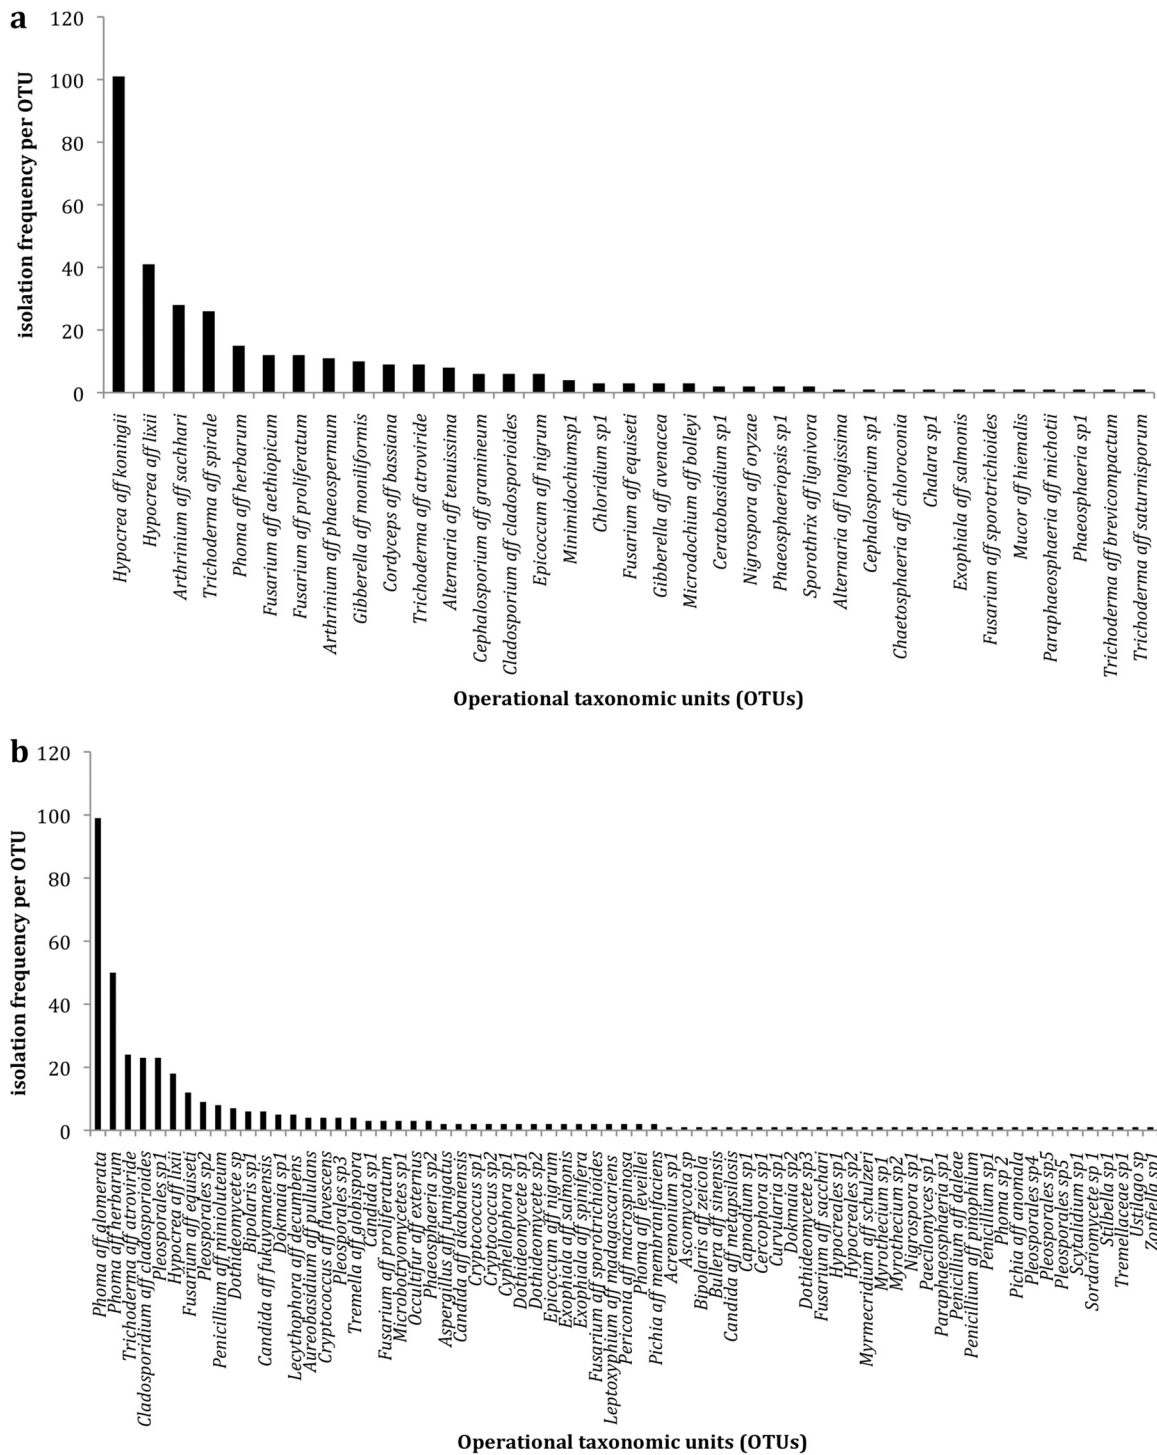 a
120
100
80
60
40
20
0
isolation frequency per OTU
Hypocrea aff koningii
Hypocrea aff lixii
Arthrinium aff sachhari
Trichoderma aff spirale
Phoma aff herbarum
Fusarium aff aethiopicum
Fusarium aff proliferatum
Arthrinium aff phaeospermum
Gibberella aff moniliformis
Cordyceps aff bassiana
Trichoderma aff atroviride
Alternaria aff tenuissima
Cephalosporium aff gramineum
Cladosporium aff cladosporioides
Epicoccum aff nigrum
Minimidochiumsp1
Chloridium sp1
Fusarium aff equiseti
Gibberella aff avenacea
Microdochium aff bolleyi
Ceratobasidium sp1
Nigrospora aff oryzae
Phaeosphaeriopsis sp1
Sporothrix aff lignivora
Alternaria aff longissima
Cephalosporium sp1
Chaetosphaeria aff chloroconia
Chalara sp1
Exophiala aff salmonis
Fusarium aff sporotrichioides
Mucor aff hiemalis
Paraphaeosphaeria aff michotii
Phaeosphaeria sp1
Trichoderma aff brevicompactum
Trichoderma aff saturnisporum
Operational taxonomic units (OTUs)
b
120
100
80
60
40
20
0
isolation frequency per OTU
Phoma aff glomerata
Phoma aff herbarum
Trichoderma aff atroviride
Cladosporidium aff cladosporioides
Pleosporales sp1
Hypocrea aff lixii
Fusarium aff equiseti
Pleosporales sp2
Penicillium aff minioluteum
Dothideomycete sp
Bipolaris sp1
Candida aff fukuyamaensis
Dokmaia sp1
Lecythophora aff decumbens
Aureobasidium aff pullulans
Cryptococcus aff flavescens
Pleosporales sp3
Tremella aff globispora
Candida sp1
Fusarium aff proliferatum
Microbotryomycetes sp1
Occultifur aff externus
Phaeosphaeria sp2
Aspergillus aff fumigatus
Candida aff akabanensis
Cryptococcus sp1
Cryptococcus sp2
Cyphellophora sp1
Dothideomycete sp1
Dothideomycete sp2
Epicoccum aff nigrum
Exophiala aff salmonis
Exophiala aff spinifera
Fusarium aff sporotrichoides
Leptoxyphium aff madagascariens
Periconia aff macrospinosa
Phoma aff leveillei
Pichia aff membranifaciens
Acremonium sp1
Ascomycota sp
Bipolaris aff zeicola
Bullera aff sinensis
Candida aff metapsilosis
Capnodium sp1
Cercophora sp1
Curvularia sp1
Dokmaia sp2
Dothideomycete sp3
Fusarium aff sacchari
Hypocreales sp1
Hypocreales sp2
Myrmecridium aff schulzeri
Myrothecium sp1
Myrothecium sp2
Nigrospora sp1
Paecilomyces sp1
Paraphaeosphaeria sp1
Penicillium aff daleae
Penicillium aff pinophilum
Penicillium sp1
Phoma sp 2
Pichia aff anomala
Pleosporales sp4
Pleosporales sp5
Pleosporales sp5
Scytalidium sp1
Sordariomycete sp 1
Stilbella sp1
Tremellaceae sp1
Ustilago sp
Zopfiella sp1
Operational taxonomic units (OTUs)